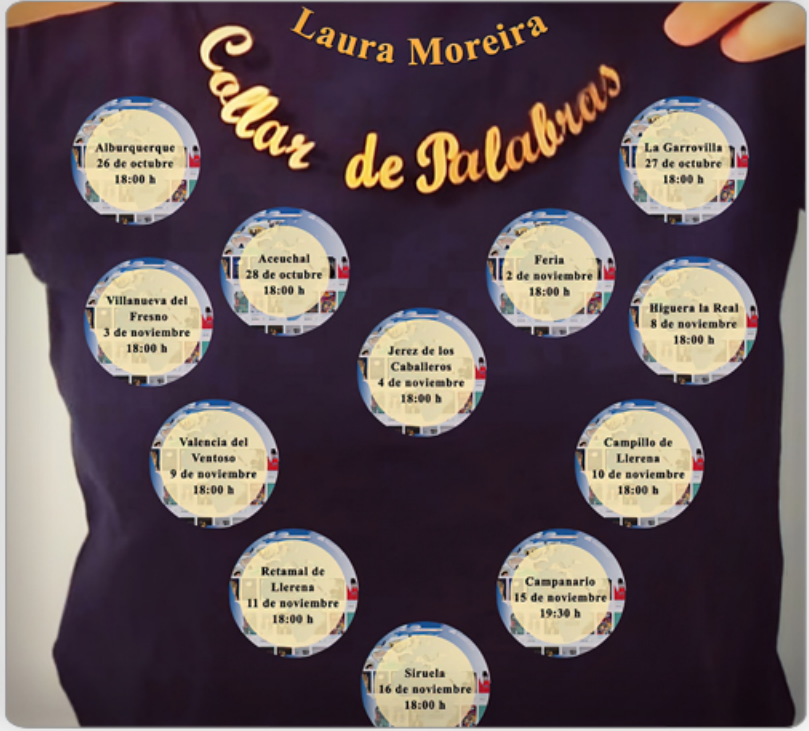 Laura Moreira
Collar de Palabras
Alburquerque
26 de octubre
18:00 h
La Garrovilla
27 de octubre
18:00 h
Aceuchal
28 de octubre
18:00 h
Feria
2 de noviembre
18:00 h
Villanueva del
Fresno
3 de noviembre
18:00 h
Jerez de los
Caballeros
4 de noviembre
18:00 h
Higuera la Real
8 de noviembre
18:00 h
Valencia del
Ventoso
9 de noviembre
18:00 h
Campillo de
Llerena
10 de noviembre
18:00 h
Retamal de
Llerena
11 de noviembre
18:00 h
Campanario
15 de noviembre
19:30 h
Siruela
16 de noviembre
18:00 h